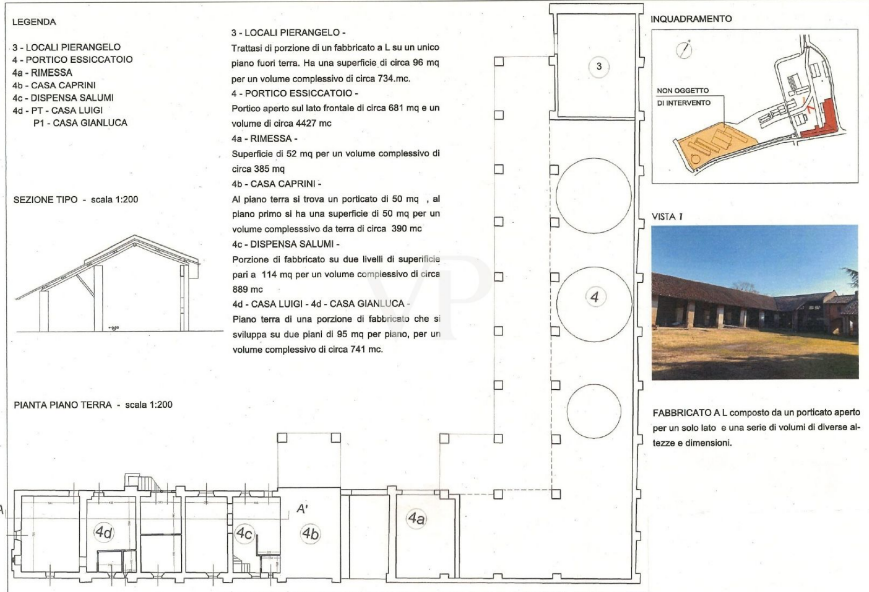 LEGENDA
3 - LOCALI PIERANGELO
4 - PORTICO ESSICCATOIO
4a - RIMESSA
4b - CASA CAPRINI
4c - DISPENSA SALUMI
4d - PT - CASA LUIGI
P1 - CASA GIANLUCA
SEZIONE TIPO - scala 1:200
PIANTA PIANO TERRA - scala 1:200
3 - LOCALI PIERANGELO -
Trattasi di porzione di un fabbricato a L su un unico
piano fuori terra. Ha una superficie di circa 96 mq
per un volume complessivo di circa 734.mc.
4 - PORTICO ESSICCATOIO -
Portico aperto sul lato frontale di circa 681 mq e un
volume di circa 4427 mc
4a - RIMESSA -
Superficie di 52 mq per un volume complessivo di
circa 385 mq
4b - CASA CAPRINI -
Al piano terra si trova un porticato di 50 mq , al
piano primo si ha una superficie di 50 mq per un
volume complesssivo da terra di circa 390 mc
4c - DISPENSA SALUMI -
Porzione di fabbricato su due livelli di superificie
pari a 114 mq per un volume complessivo di circa
889 mc
4d - CASA LUIGI - 4d - CASA GIANLUCA -
Piano terra di una porzione di fabbricato che si
sviluppa su due piani di 95 mq per piano, per un
volume complessivo di circa 741 mc.
VP
3
4
A
A'
4d
4c
4b
4a
INQUADRAMENTO
NON OGGETTO
DI INTERVENTO
1
VISTA 1
FABBRICATO A L composto da un porticato aperto
per un solo lato e una serie di volumi di diverse al-
tezze e dimensioni.